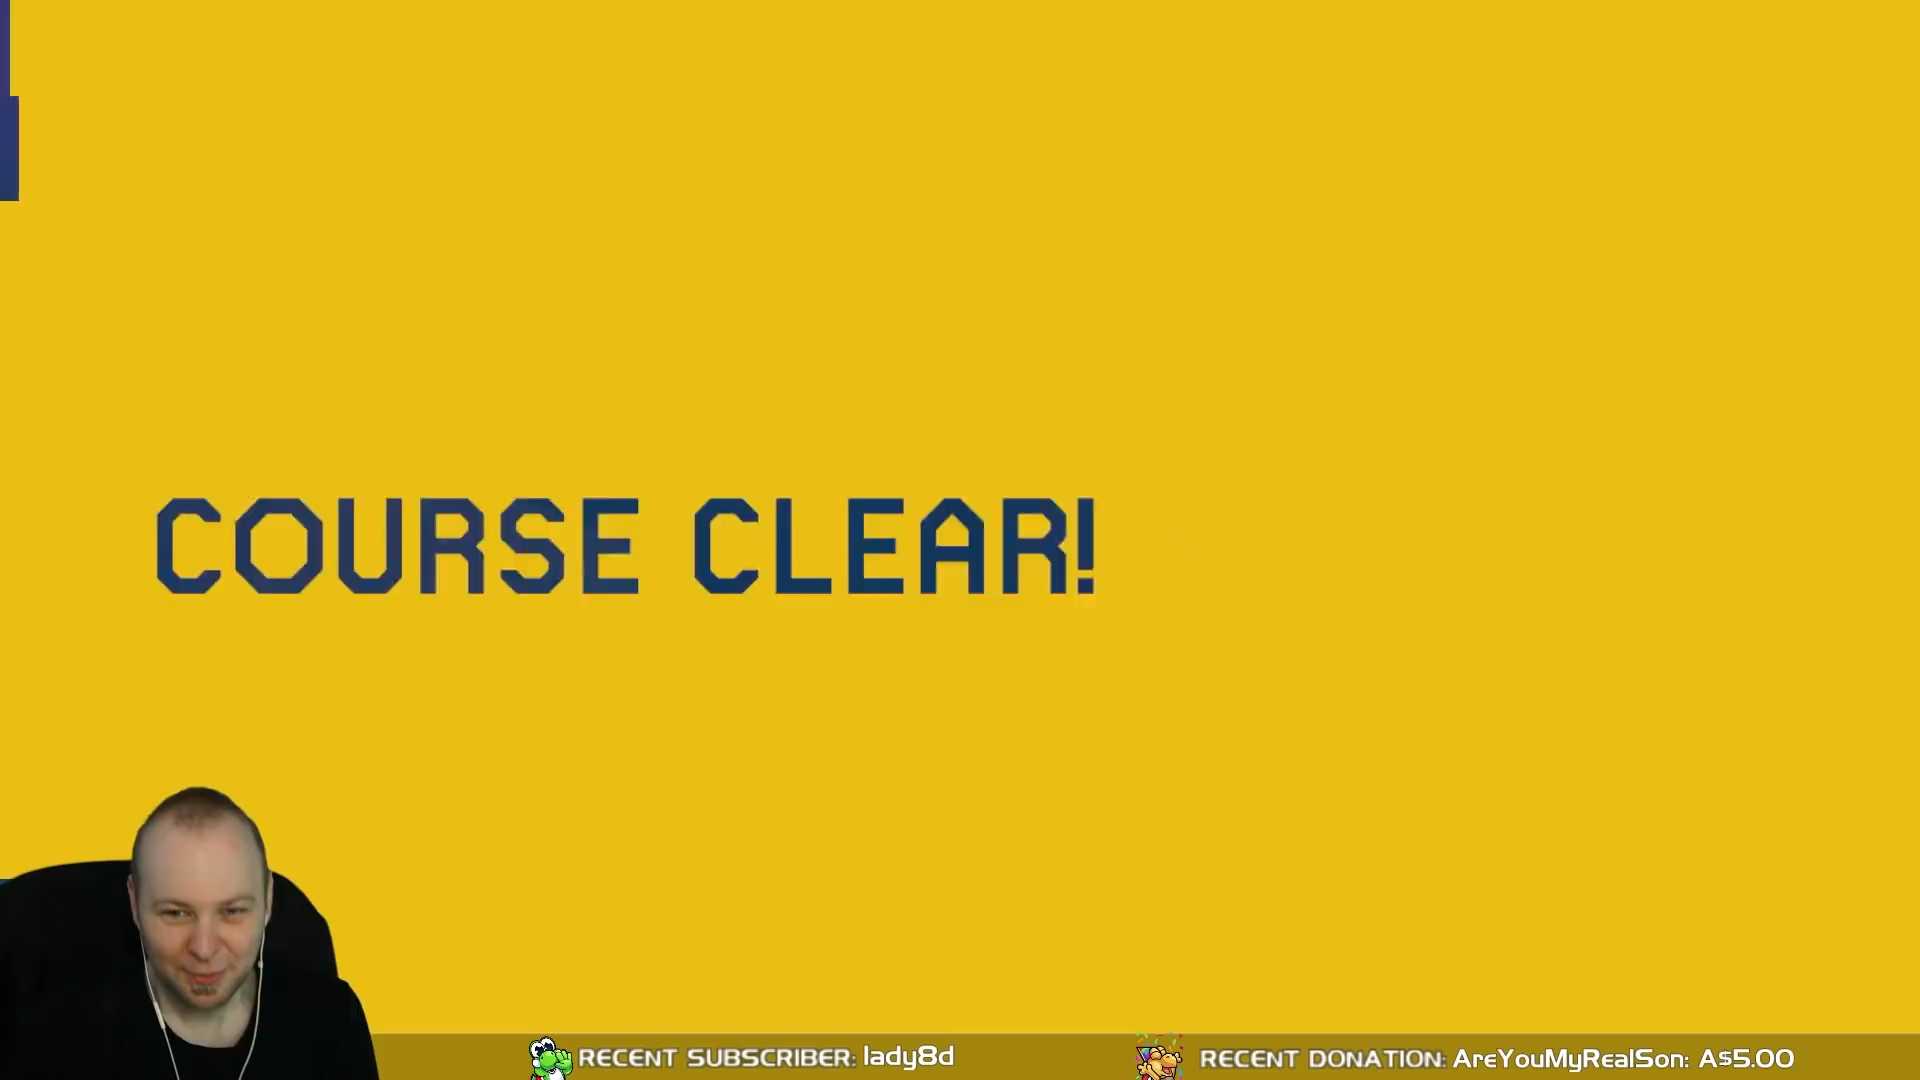 COURSE CLEAR!
RECENT SUBSCRIBER: lady8d
RECENT DONATION: AreYouMyRealSon: A$5.00